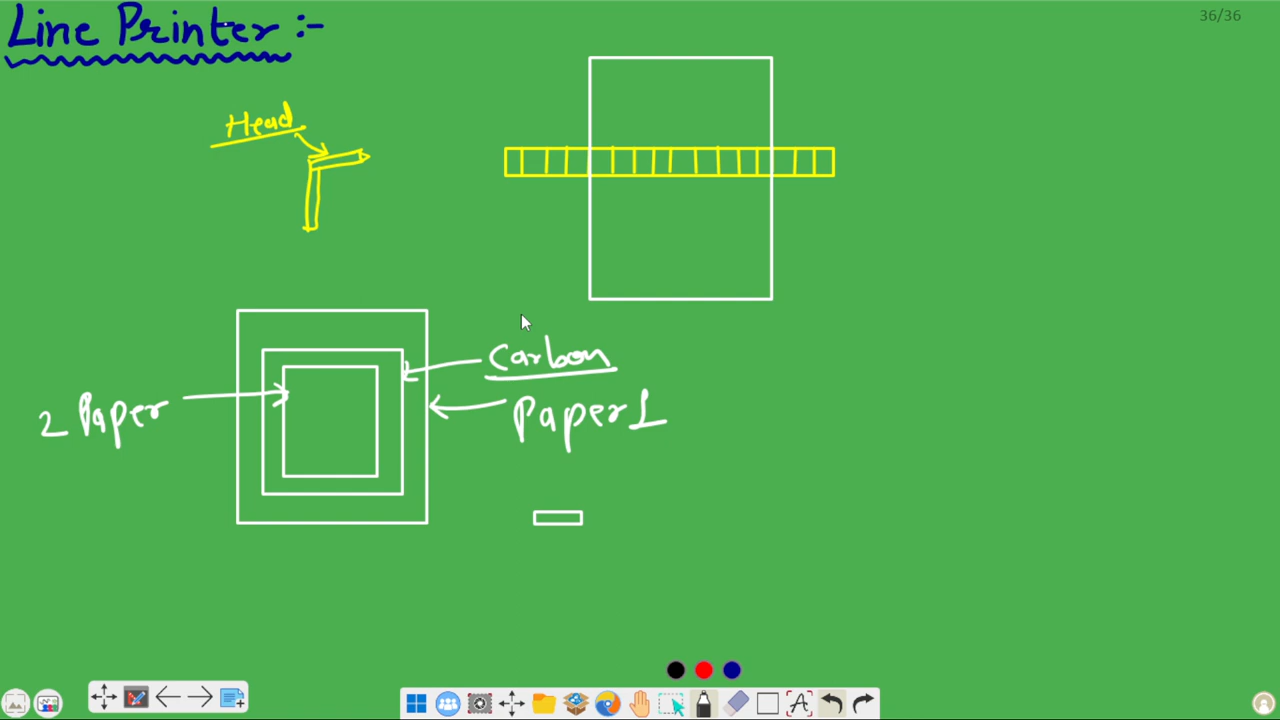 Line Printer :-
36/36
Head
Carbon
2 Paper
Paper 1
A